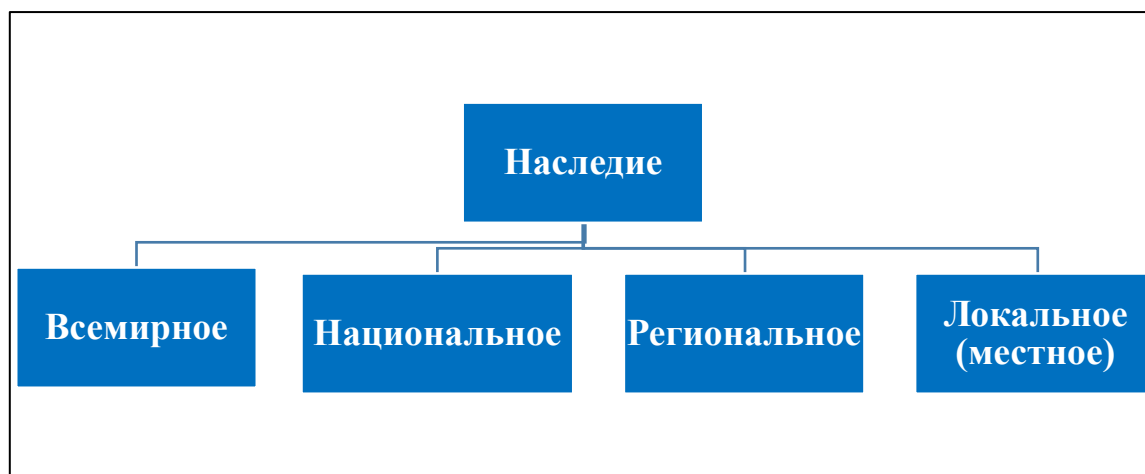 Наследие
Всемирное
Национальное
Региональное
Локальное
(местное)